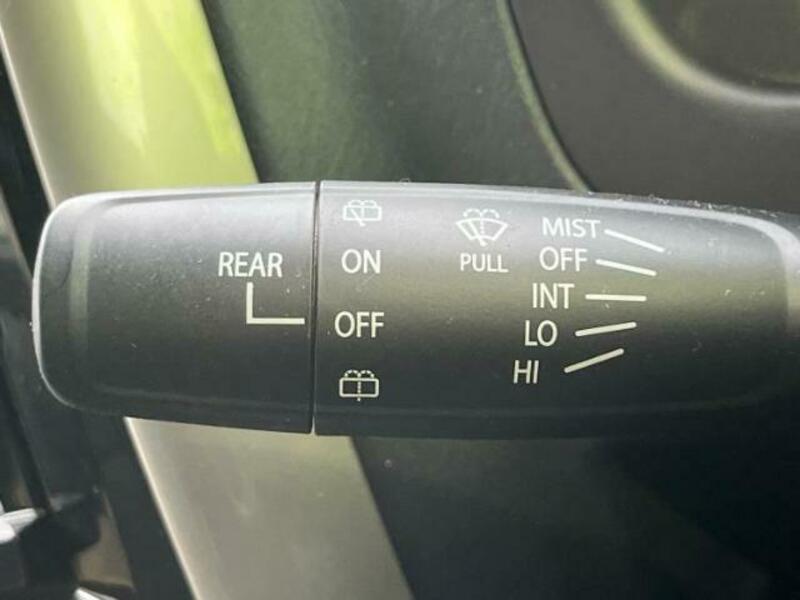 REAR
ON
OFF
PULL
MIST
OFF
INT
LO
HI